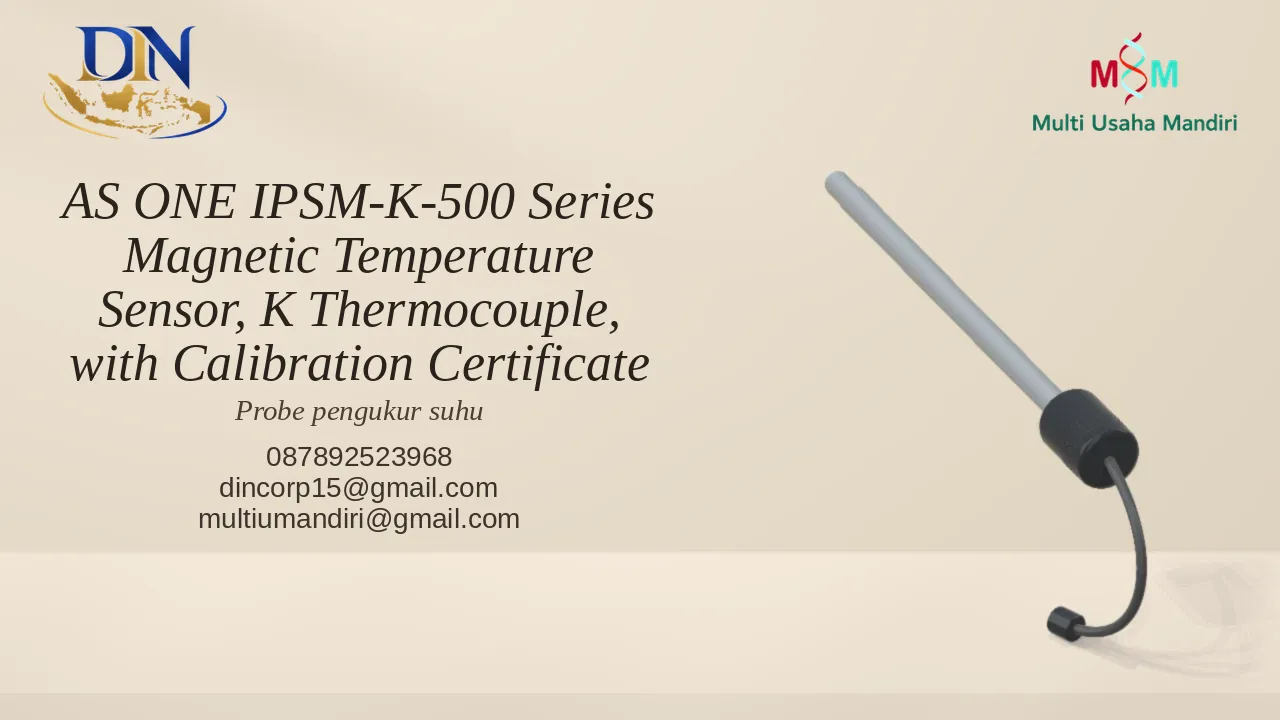 DIN
M M
Multi Usaha Mandiri
AS ONE IPSM-K-500 Series
Magnetic Temperature
Sensor, K Thermocouple,
with Calibration Certificate
Probe pengukur suhu
087892523968
dincorp15@gmail.com
multiumandiri@gmail.com